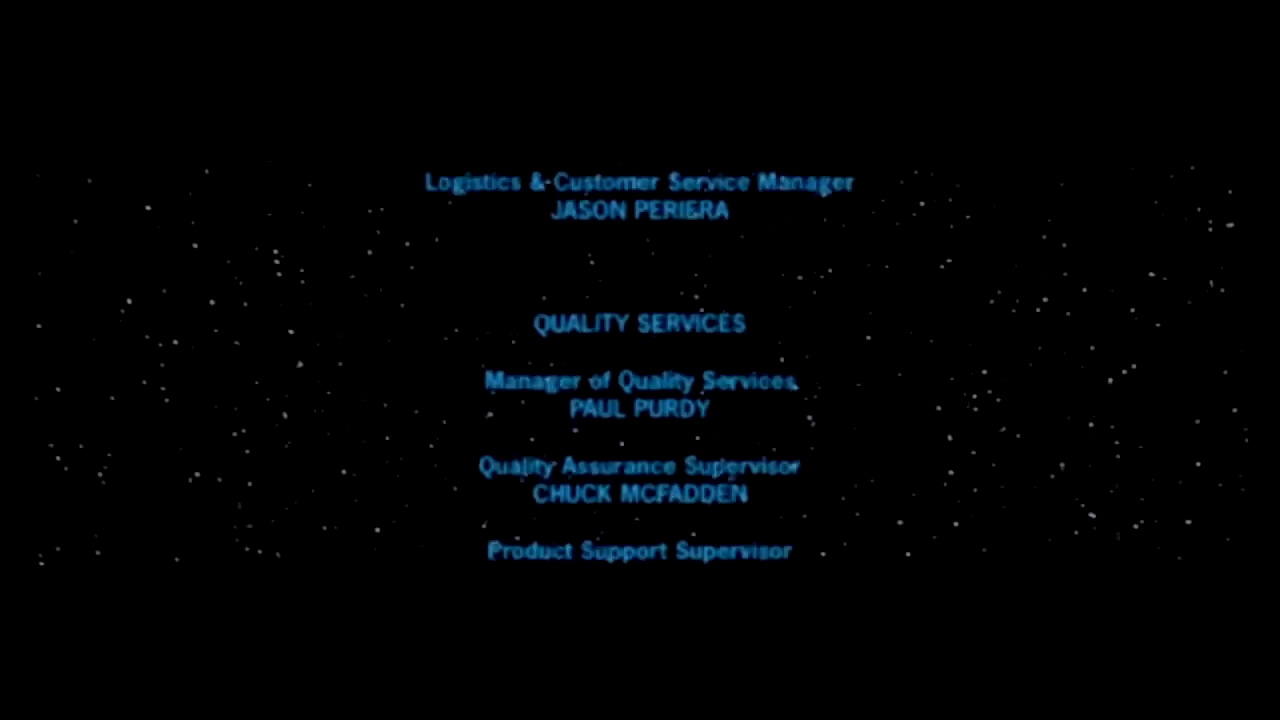 Logistics & Customer Service Manager
JASON PERIERA
QUALITY SERVICES
Manager of Quality Services
PAUL PURDY
Quality Assurance Supervisor
CHUCK MCFADDEN
Product Support Supervisor